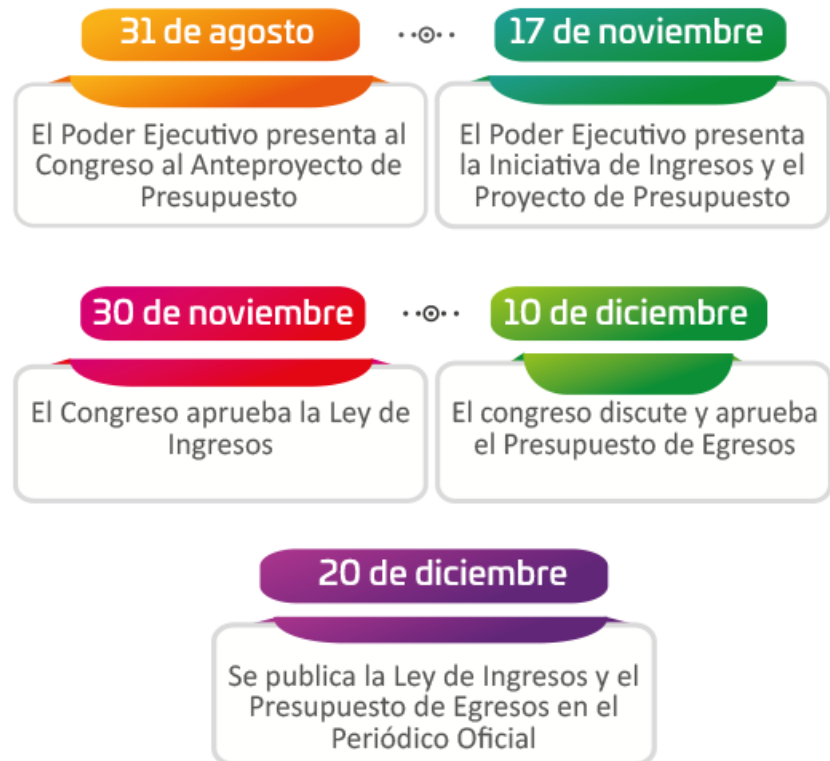 31 de agosto
El Poder Ejecutivo presenta al
Congreso al Anteproyecto de
Presupuesto
17 de noviembre
El Poder Ejecutivo presenta
la Iniciativa de Ingresos y el
Proyecto de Presupuesto
30 de noviembre
El Congreso aprueba la Ley de
Ingresos
10 de diciembre
El congreso discute y aprueba
el Presupuesto de Egresos
20 de diciembre
Se publica la Ley de Ingresos y el
Presupuesto de Egresos en el
Periódico Oficial